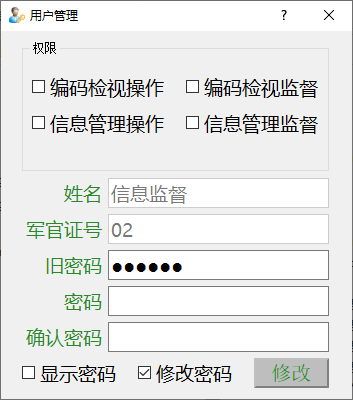 用户管理 ?
权限
编码检视操作 编码检视监督
信息管理操作 信息管理监督
姓名 信息监督
军官证号 02
旧密码 ●●●●●●
密码
确认密码
显示密码 修改密码 修改